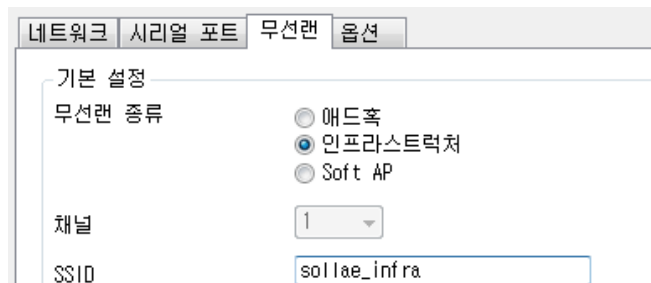 네트워크 시리얼 포트 무선랜 옵션
기본 설정
무선랜 종류 애드혹
인프라스트럭처
Soft AP
채널 1
SSID sollae_infra